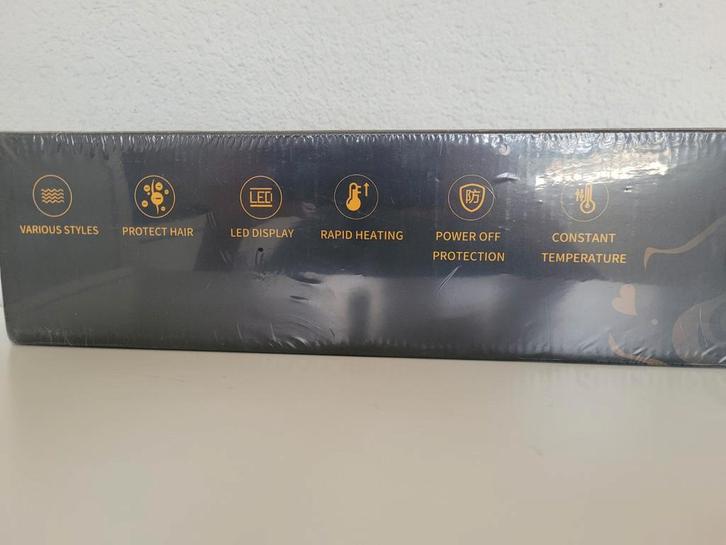 LED
防
VARIOUS STYLES
PROTECT HAIR
LED DISPLAY
RAPID HEATING
POWER OFF
PROTECTION
CONSTANT
TEMPERATURE